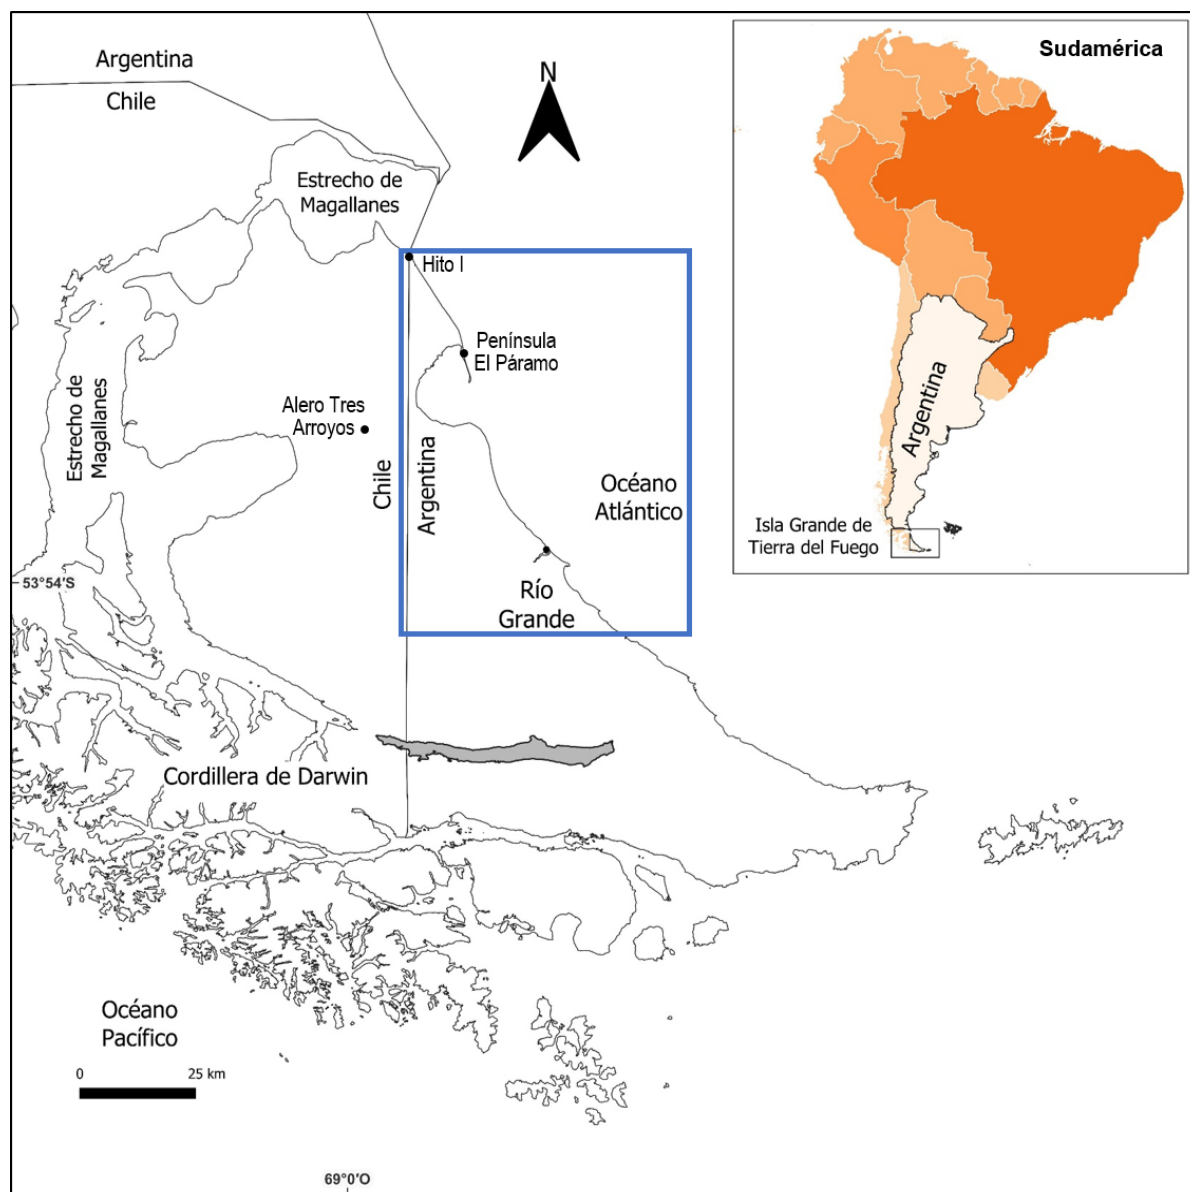 Argentina
Chile
N
Sudamérica
Estrecho de
Magallanes
Hito I
Península
El Páramo
Alero Tres
Arroyos
Estrecho de
Magallanes
Chile
Argentina
Océano
Atlántico
Argentina
Isla Grande de
Tierra del Fuego
53°54'S
Río
Grande
Cordillera de Darwin
Océano
Pacífico
0 25 km
69°0'O